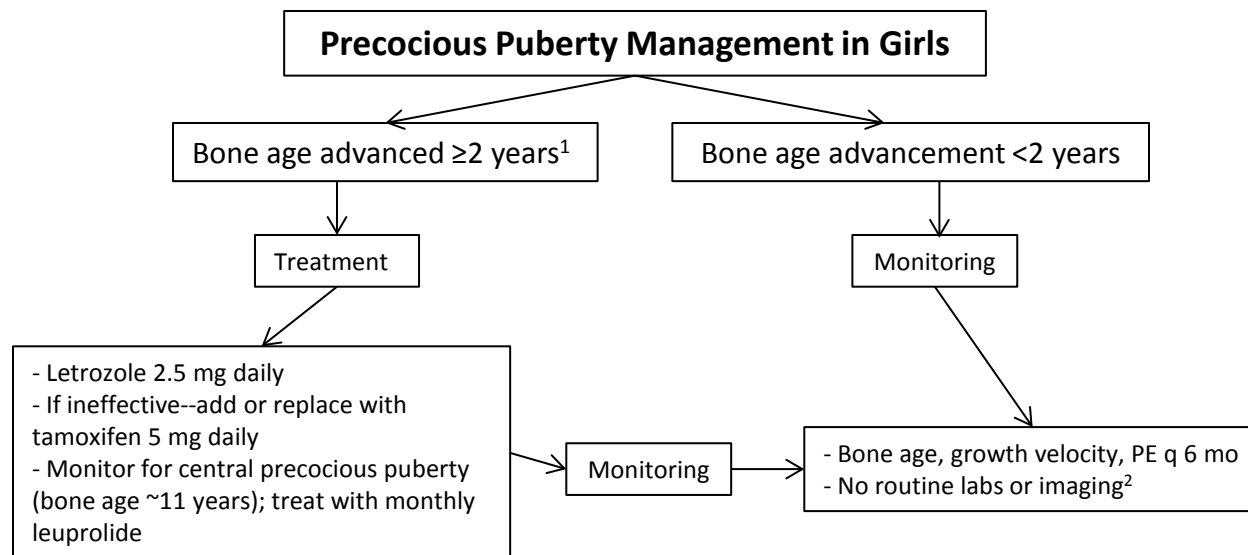 Precocious Puberty Management in Girls
Bone age advanced ≥2 years¹
Bone age advancement <2 years
Treatment
Monitoring
- Letrozole 2.5 mg daily
- If ineffective--add or replace with
tamoxifen 5 mg daily
- Monitor for central precocious puberty
(bone age ~11 years); treat with monthly
leuprolide
Monitoring
- Bone age, growth velocity, PE q 6 mo
- No routine labs or imaging²